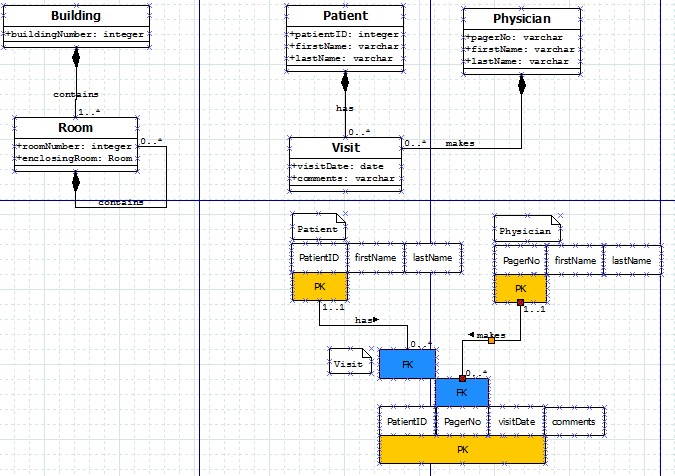 Building
+buildingNumber: integer
contains
1..*
Room
+roomNumber: integer
+enclosingRoom: Room
0..*
contains
Patient
+patientID: integer
+firstName: varchar
+lastName: varchar
has
0..*
Visit
+visitDate: date
+comments: varchar
Physician
+pagerNo: varchar
+firstName: varchar
+lastName: varchar
0..*
makes
Patient
PatientID firstName lastName
PK
1..1
has
0..*
Physician
PagerNo firstName lastName
PK
1..1
makes
0..*
Visit
FK
FK
PatientID PagerNo visitDate comments
PK